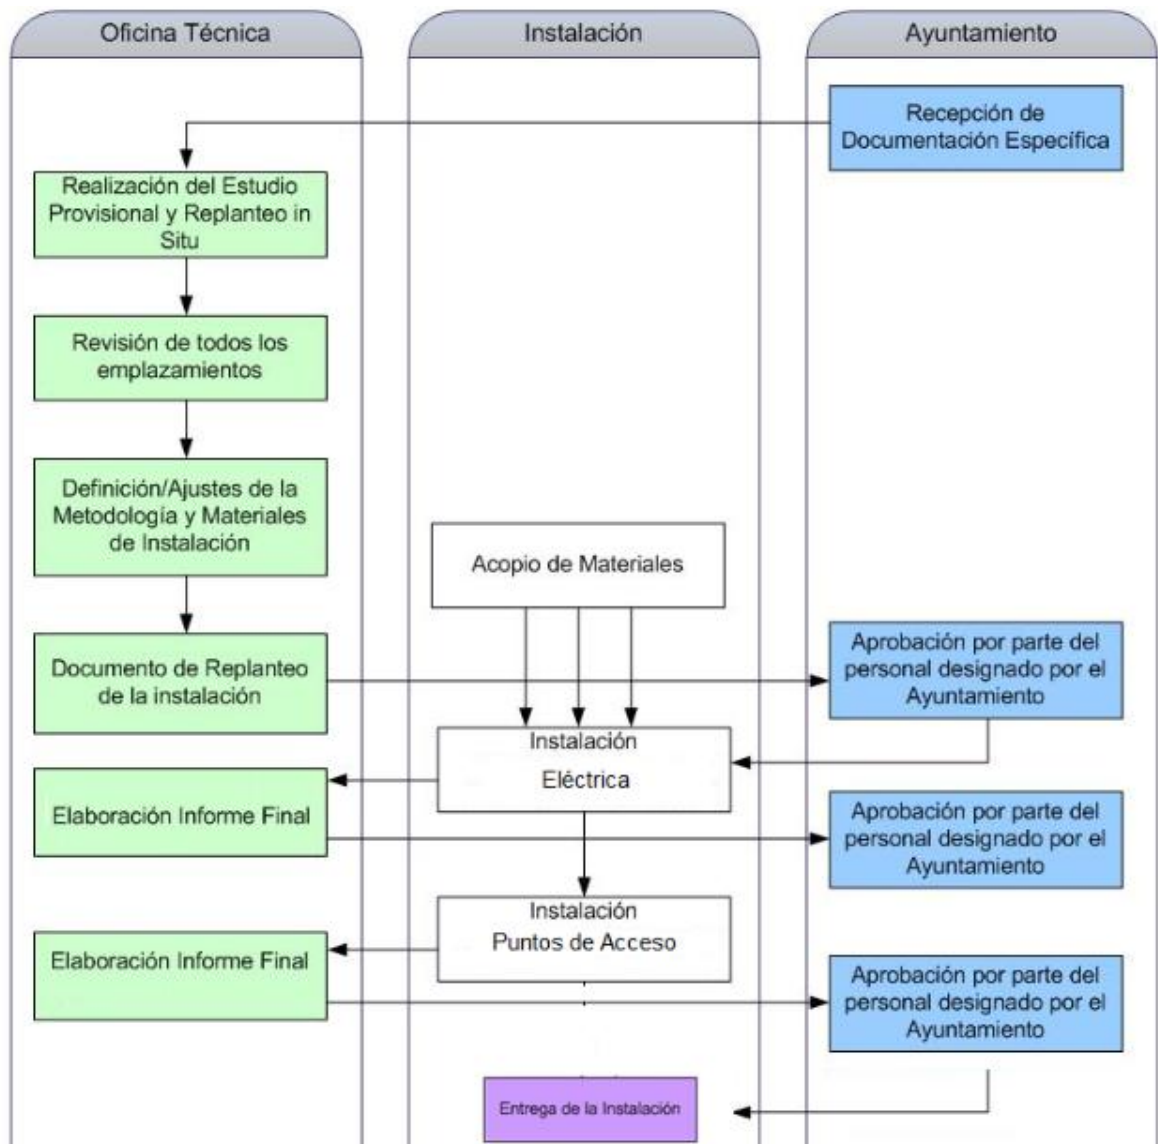 Oficina Técnica
Instalación
Ayuntamiento
Recepción de
Documentación Específica
Realización del Estudio
Provisional y Replanteo in
Situ
Revisión de todos los
emplazamientos
Definición/Ajustes de la
Metodología y Materiales
de Instalación
Acopio de Materiales
Documento de Replanteo
de la instalación
Aprobación por parte del
personal designado por el
Ayuntamiento
Instalación
Eléctrica
Elaboración Informe Final
Aprobación por parte del
personal designado por el
Ayuntamiento
Instalación
Puntos de Acceso
Elaboración Informe Final
Aprobación por parte del
personal designado por el
Ayuntamiento
Entrega de la Instalación